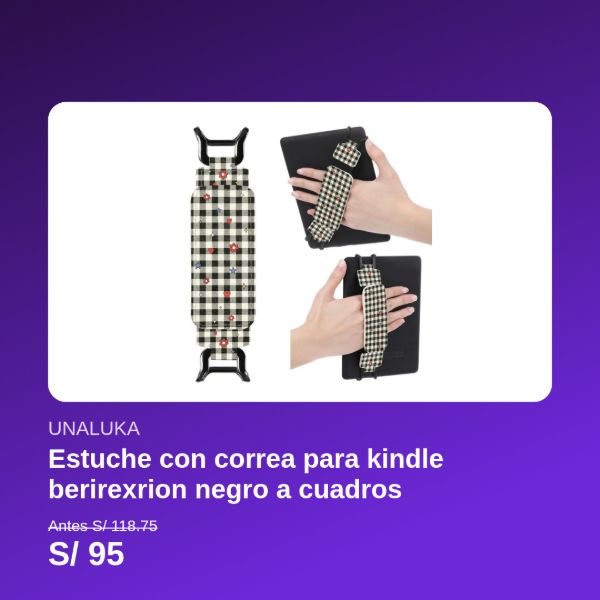 UNALUKA
Estuche con correa para kindle
berirexrion negro a cuadros
Antes S/ 118.75
S/ 95